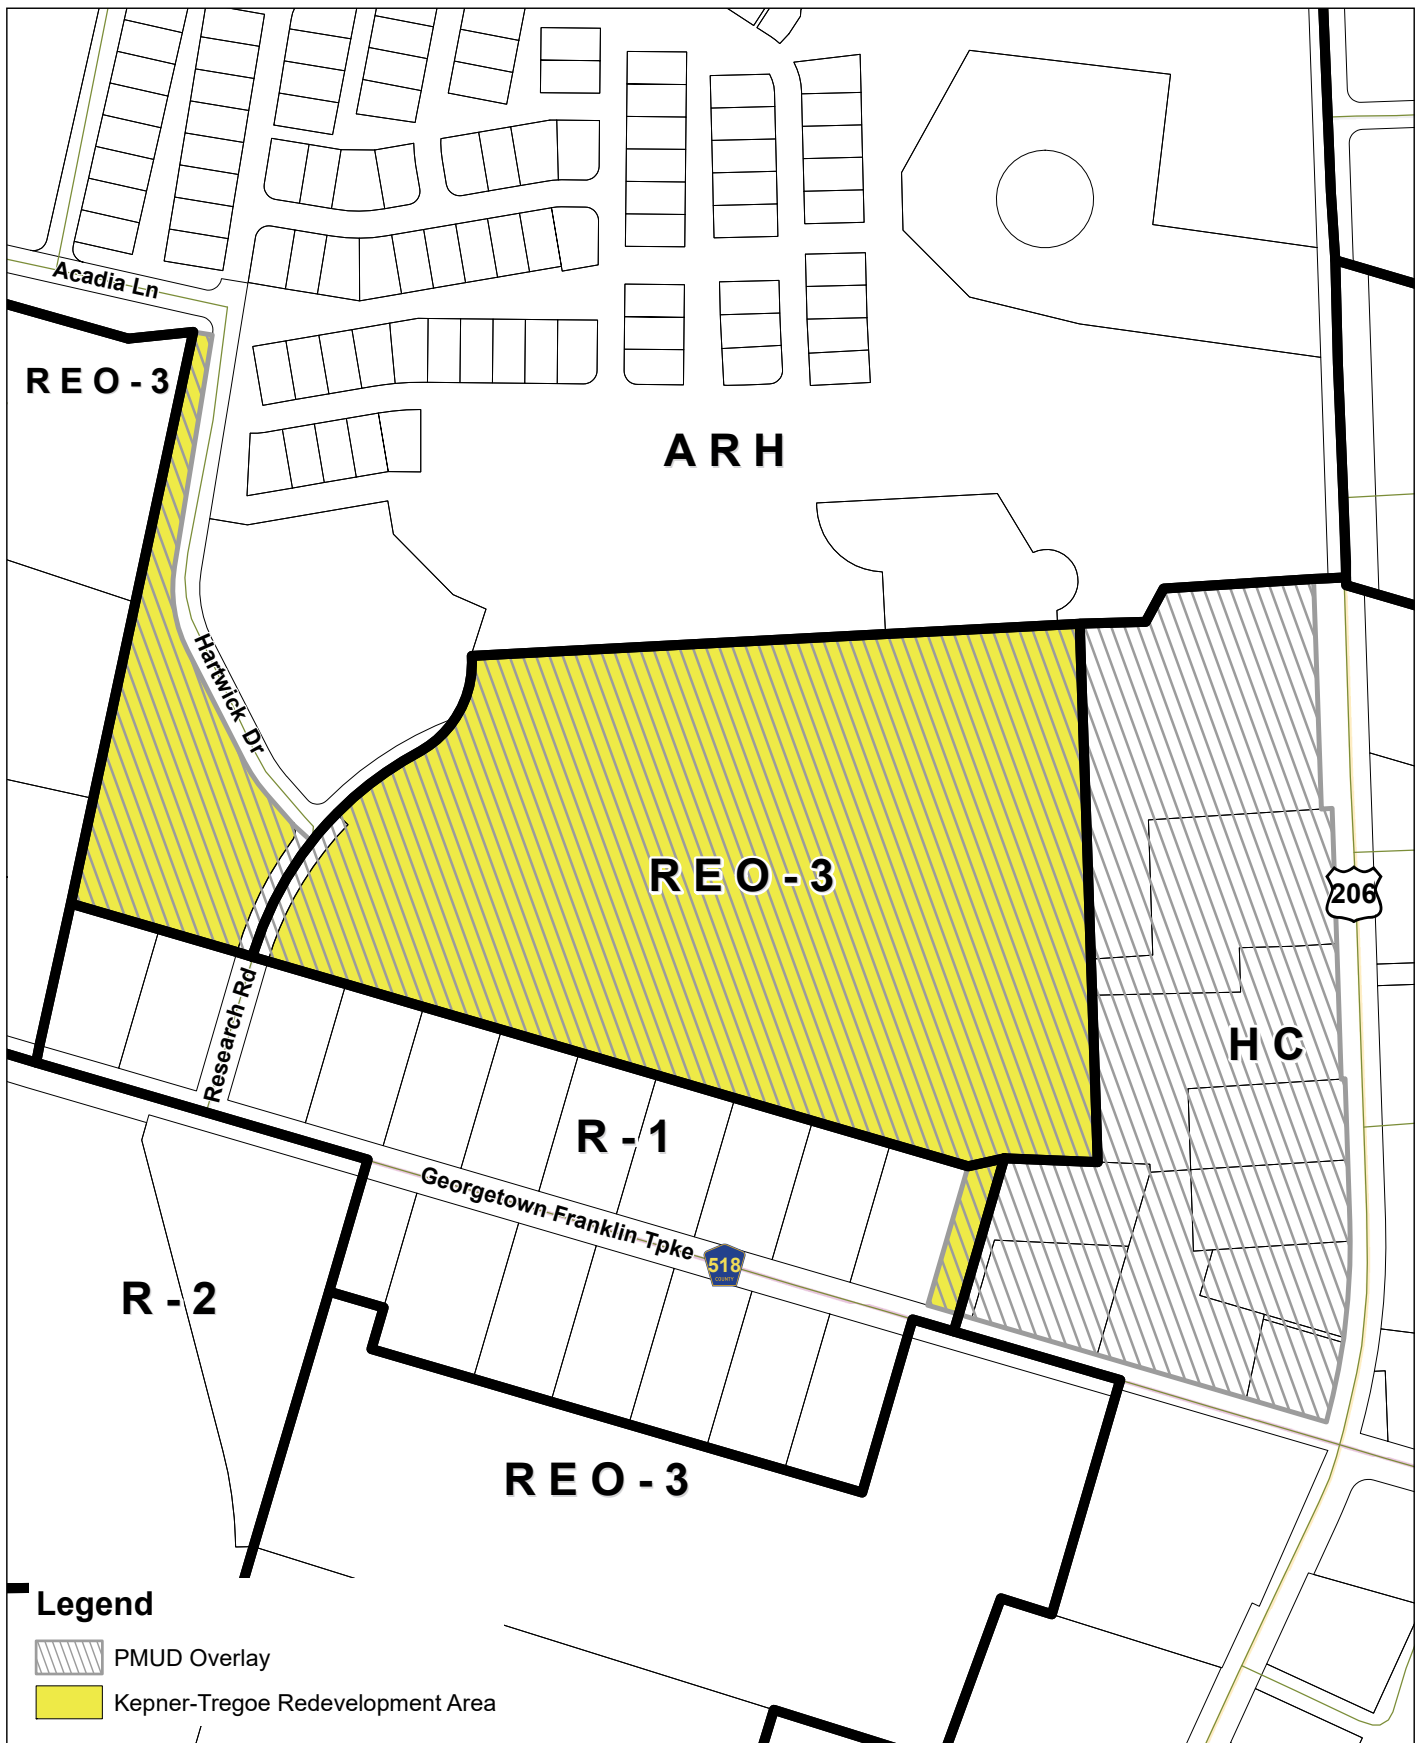 Acadia Ln
REO-3
ARH
Hartwick Dr
REO-3
206
Research Rd
HC
R-1
Georgetown Franklin Tpke
518
COUNTY
R-2
REO-3
Legend
PMUD Overlay
Kepner-Tregoe Redevelopment Area